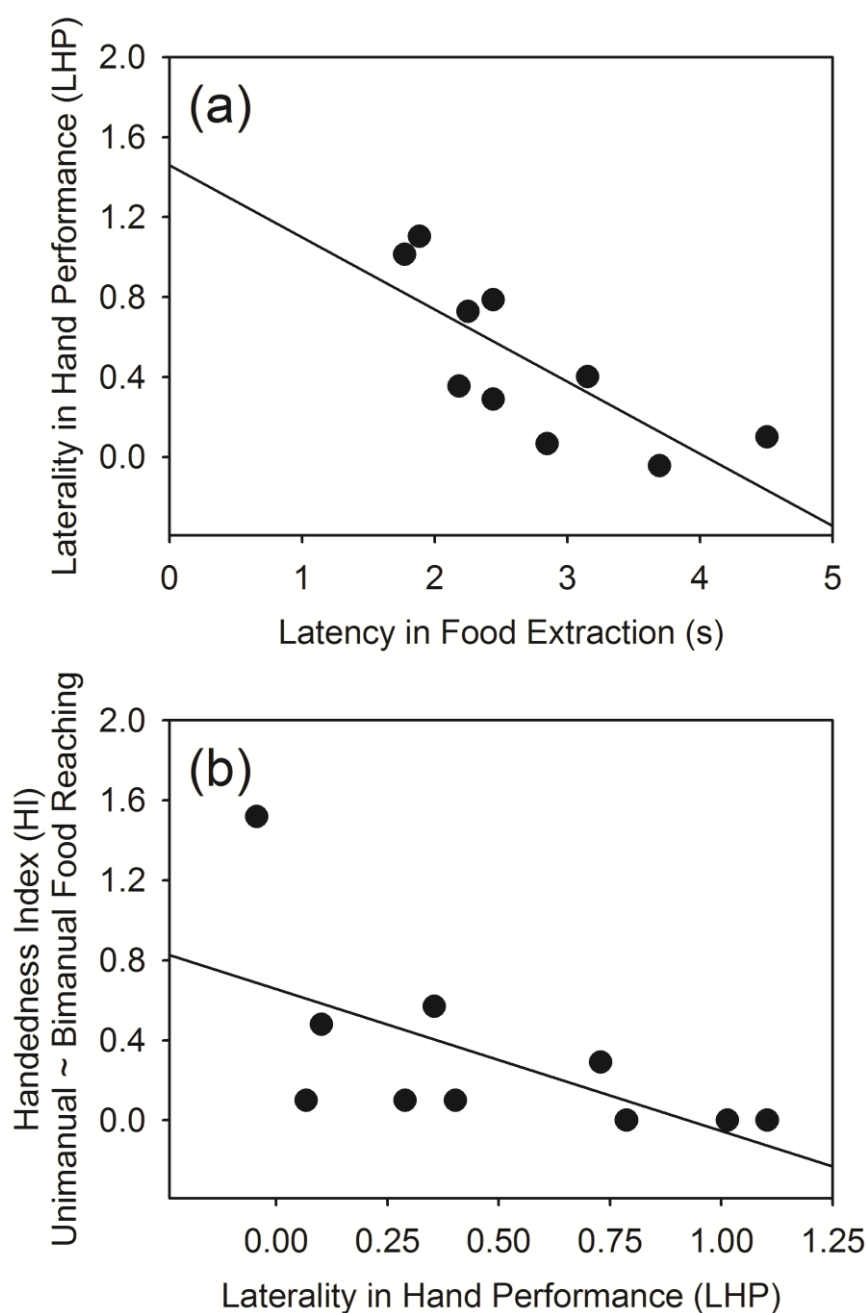 Laterality in Hand Performance (LHP)
(a)
2.0
1.6
1.2
0.8
0.4
0.0
0 1 2 3 4 5
Latency in Food Extraction (s)
Handedness Index (HI)
Unimanual ~ Bimanual Food Reaching
(b)
2.0
1.6
1.2
0.8
0.4
0.0
0.00 0.25 0.50 0.75 1.00 1.25
Laterality in Hand Performance (LHP)